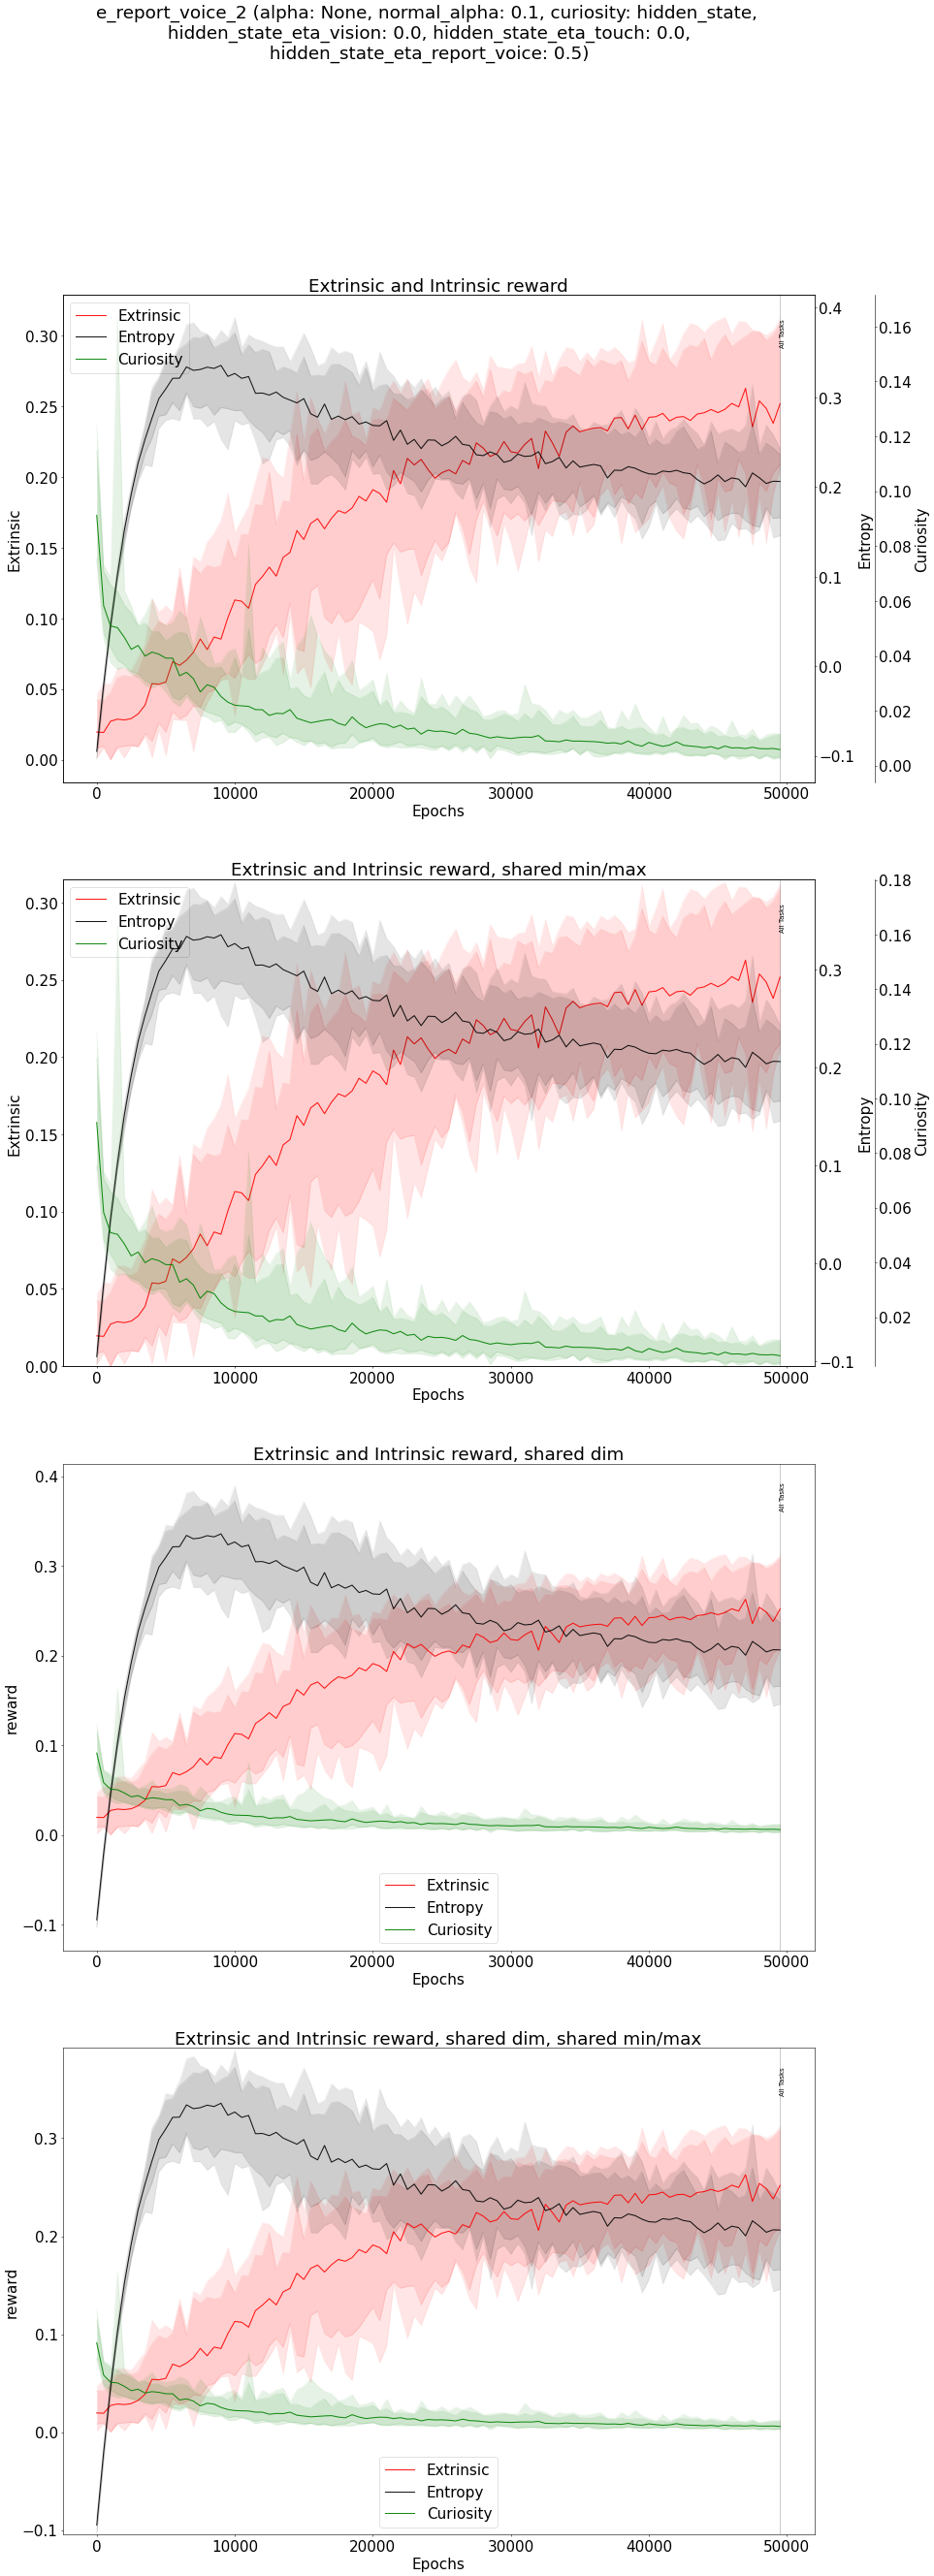 e_report_voice_2 (alpha: None, normal_alpha: 0.1, curiosity: hidden_state,
hidden_state_eta_vision: 0.0, hidden_state_eta_touch: 0.0,
hidden_state_eta_report_voice: 0.5)
Extrinsic and Intrinsic reward
Extrinsic
Entropy
Curiosity
All Tasks
0.30
0.25
0.20
0.15
0.10
0.05
0.00
Extrinsic
0.4
0.3
0.2
0.1
0.0
−0.1
Entropy
0.16
0.14
0.12
0.10
0.08
0.06
0.04
0.02
0.00
Curiosity
0 10000 20000 30000 40000 50000
Epochs
Extrinsic and Intrinsic reward, shared min/max
Extrinsic
Entropy
Curiosity
All Tasks
0.30
0.25
0.20
0.15
0.10
0.05
0.00
Extrinsic
0.3
0.2
0.1
0.0
−0.1
Entropy
0.18
0.16
0.14
0.12
0.10
0.08
0.06
0.04
0.02
Curiosity
0 10000 20000 30000 40000 50000
Epochs
Extrinsic and Intrinsic reward, shared dim
All Tasks
0.4
0.3
0.2
0.1
0.0
−0.1
reward
Extrinsic
Entropy
Curiosity
0 10000 20000 30000 40000 50000
Epochs
Extrinsic and Intrinsic reward, shared dim, shared min/max
All Tasks
0.3
0.2
0.1
0.0
−0.1
reward
Extrinsic
Entropy
Curiosity
0 10000 20000 30000 40000 50000
Epochs